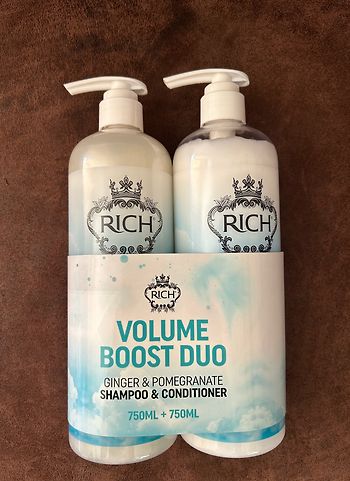 RICH
RICH
RICH
VOLUME
BOOST DUO
GINGER & POMEGRANATE
SHAMPOO & CONDITIONER
750ML + 750ML